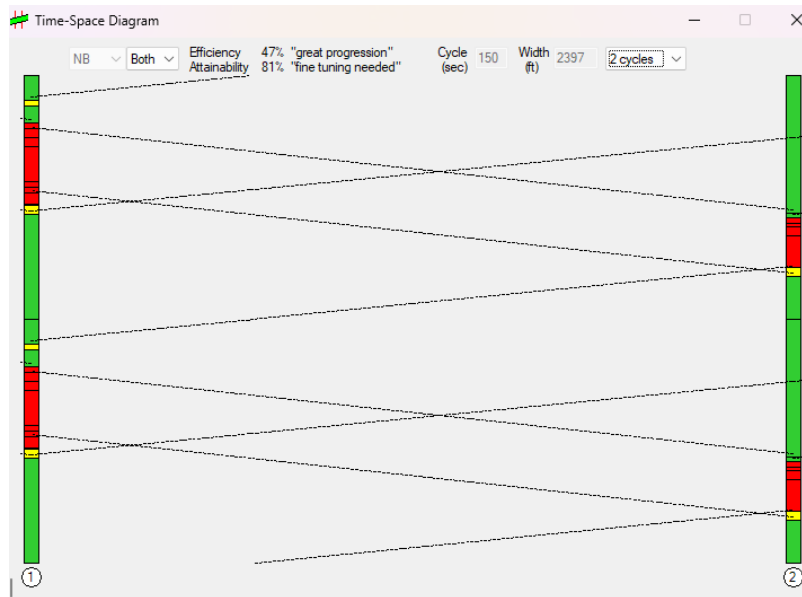 Time-Space Diagram
NB Both Efficiency 47% "great progression" Cycle 150 Width 2397 2 cycles
Attainability 81% "fine tuning needed" (sec) (ft)
1 2